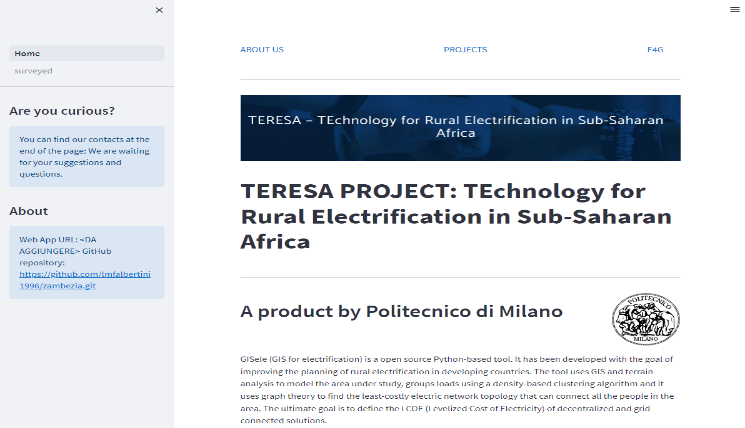 Home
surveyed
Are you curious?
You can find our contacts at the
end of the page: We are waiting
for your suggestions and
questions.
About
Web App URL: <DA
AGGIUNGERE> GitHub
repository:
https://github.com/lmfalbertini
1996/zambezia.git
ABOUT US
PROJECTS
E4G
TERESA – TEchnology for Rural Electrification in Sub-Saharan
Africa
TERESA PROJECT: TEchnology for
Rural Electrification in Sub-Saharan
Africa
A product by Politecnico di Milano
POLITECNICO
MILANO
GISele (GIS for electrification) is a open source Python-based tool. It has been developed with the goal of
improving the planning of rural electrification in developing countries. The tool uses GIS and terrain
analysis to model the area under study, groups loads using a density-based clustering algorithm and it
uses graph theory to find the least-costly electric network topology that can connect all the people in the
area. The ultimate goal is to define the LCOE (Levelized Cost of Electricity) of decentralized and grid
connected solutions.